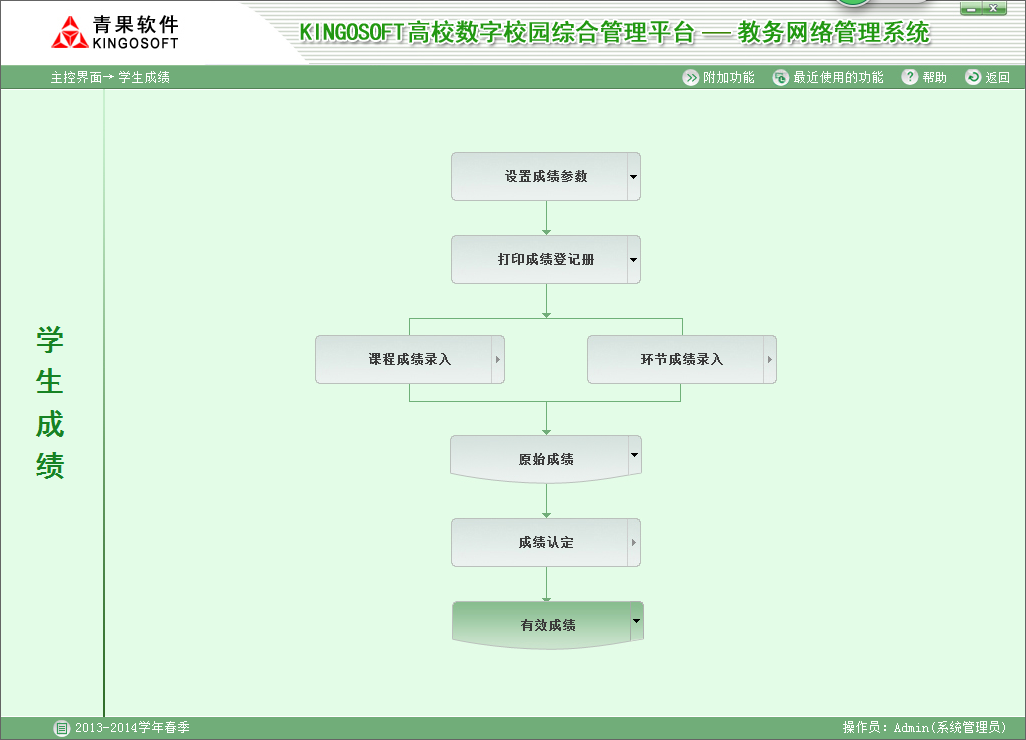 青果软件
KINGOSOFT
KINGOSOFT高校数字校园综合管理平台 — 教务网络管理系统
主控界面→ 学生成绩
附加功能
最近使用的功能
? 帮助
返回
学生成绩
设置成绩参数
打印成绩登记册
课程成绩录入
环节成绩录入
原始成绩
成绩认定
有效成绩
2013-2014学年春季
操作员: Admin(系统管理员)